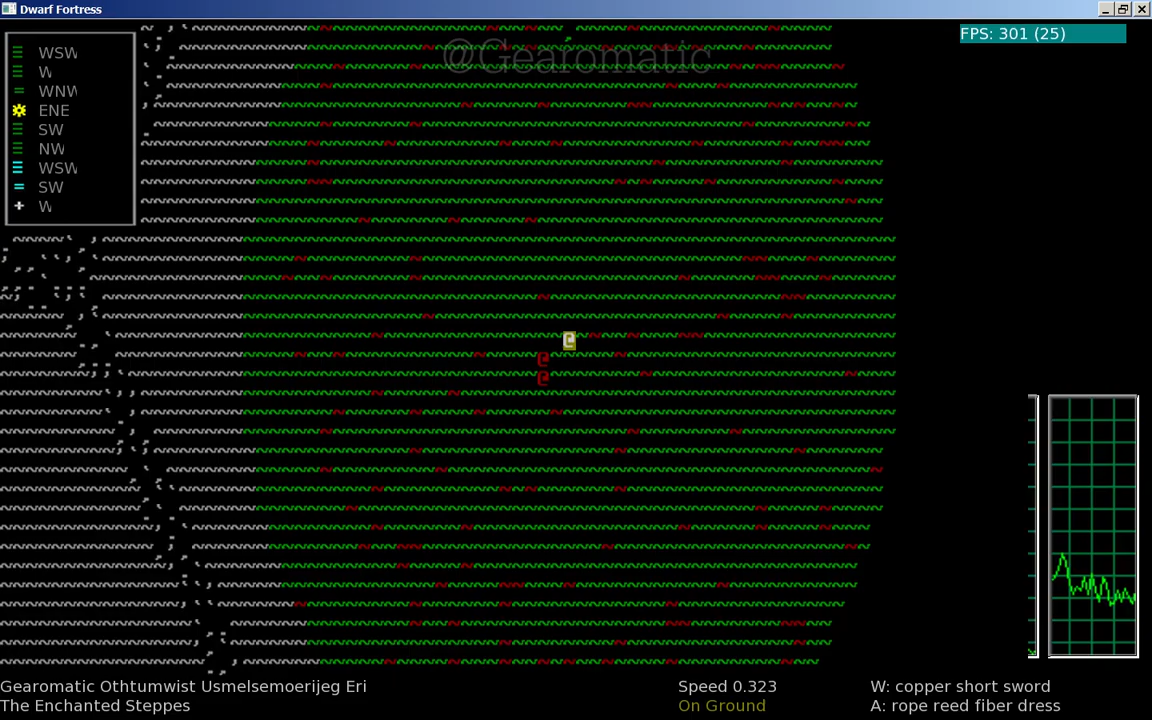 Dwarf Fortress
@Gearomatic
FPS: 301 (25)
WSW
W
WNW
ENE
SW
NW
WSW
SW
W
Gearomatic Othtumwist Usmelsemoerijeg Eri
Speed 0.323
W: copper short sword
The Enchanted Steppes
On Ground
A: rope reed fiber dress